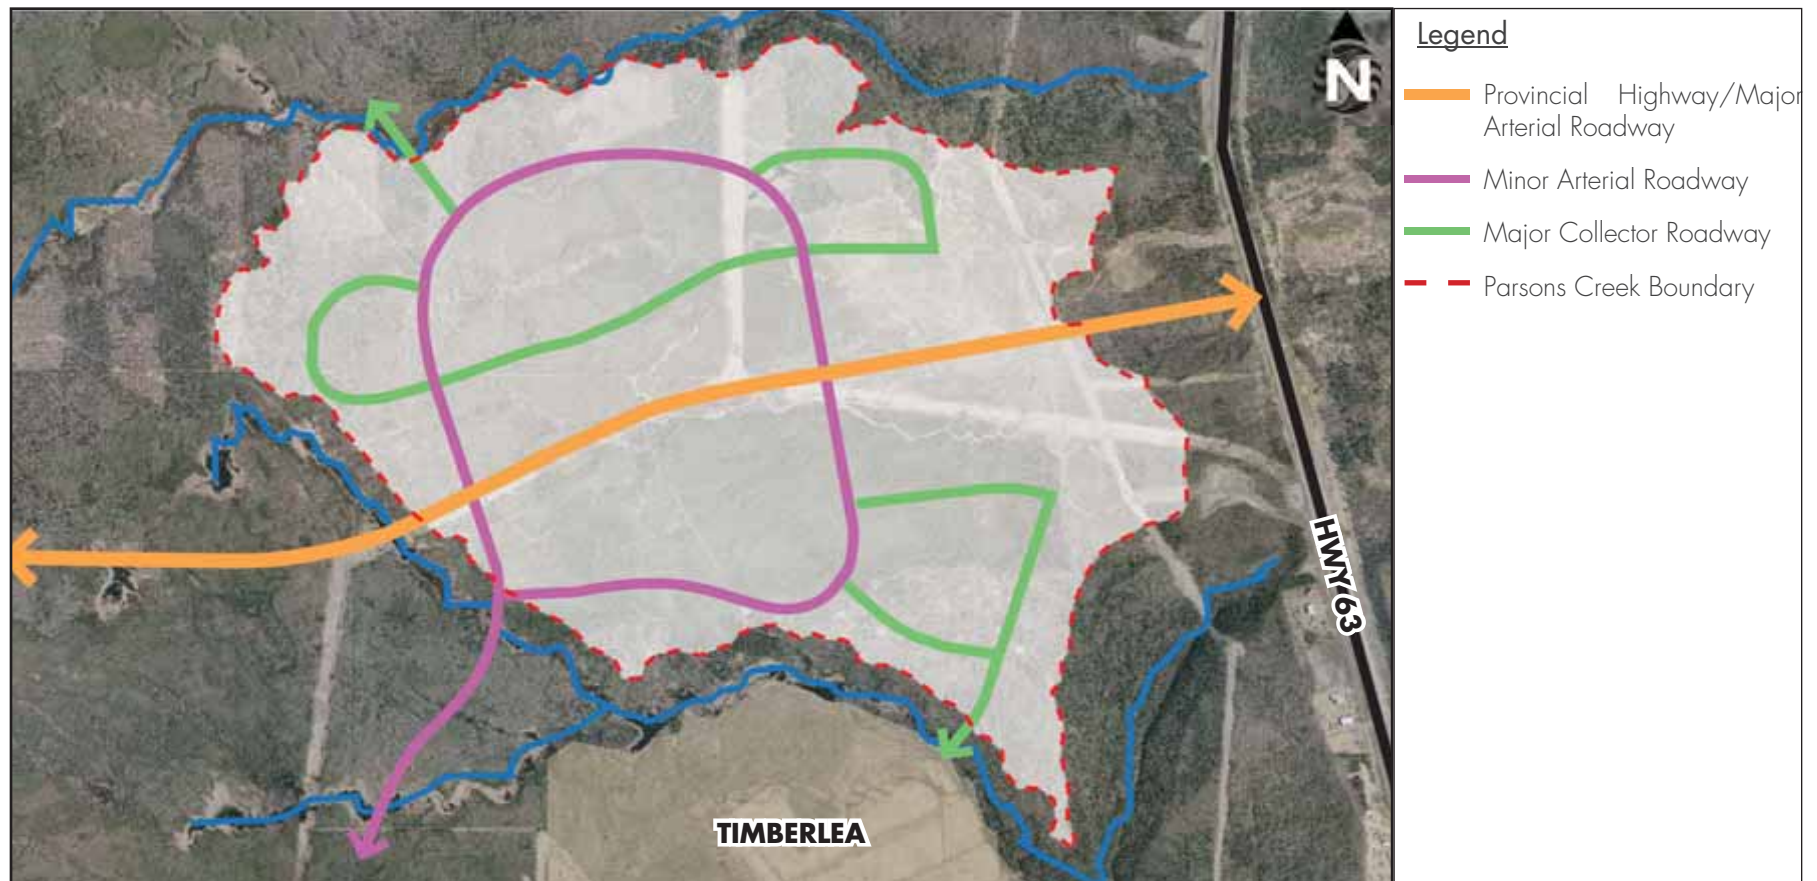 Legend
N
Provincial Highway/Major
Arterial Roadway
Minor Arterial Roadway
Major Collector Roadway
Parsons Creek Boundary
HWY 63
TIMBERLEA